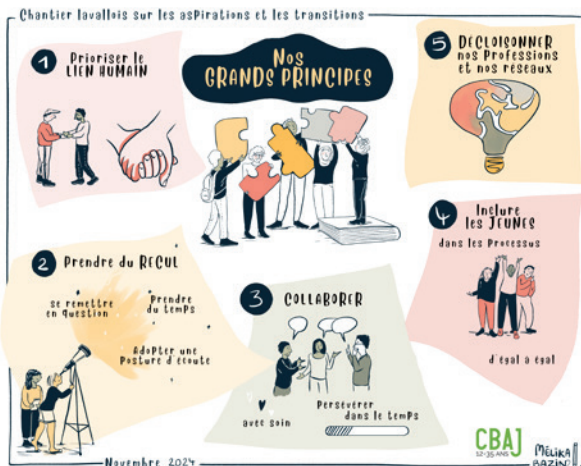 Chantier lavallois sur les aspirations et les transitions
Nos
GRANDS PRINCIPES
1 Prioriser le
LIEN HUMAIN
2 Prendre du RECUL
se remettre
en question
Prendre
du temps
Adopter une
Posture d'écoute
3 COLLABORER
avec soin
Persévérer
dans le temps
4 Inclure
les JEUNES
dans les Processus
d'égal a égal
5 DÉCLOISONNER
nos Professions
et nos réseaux
Novembre 2024
CBAJ
12-35 ANS
MÉLIKA
BAZIN